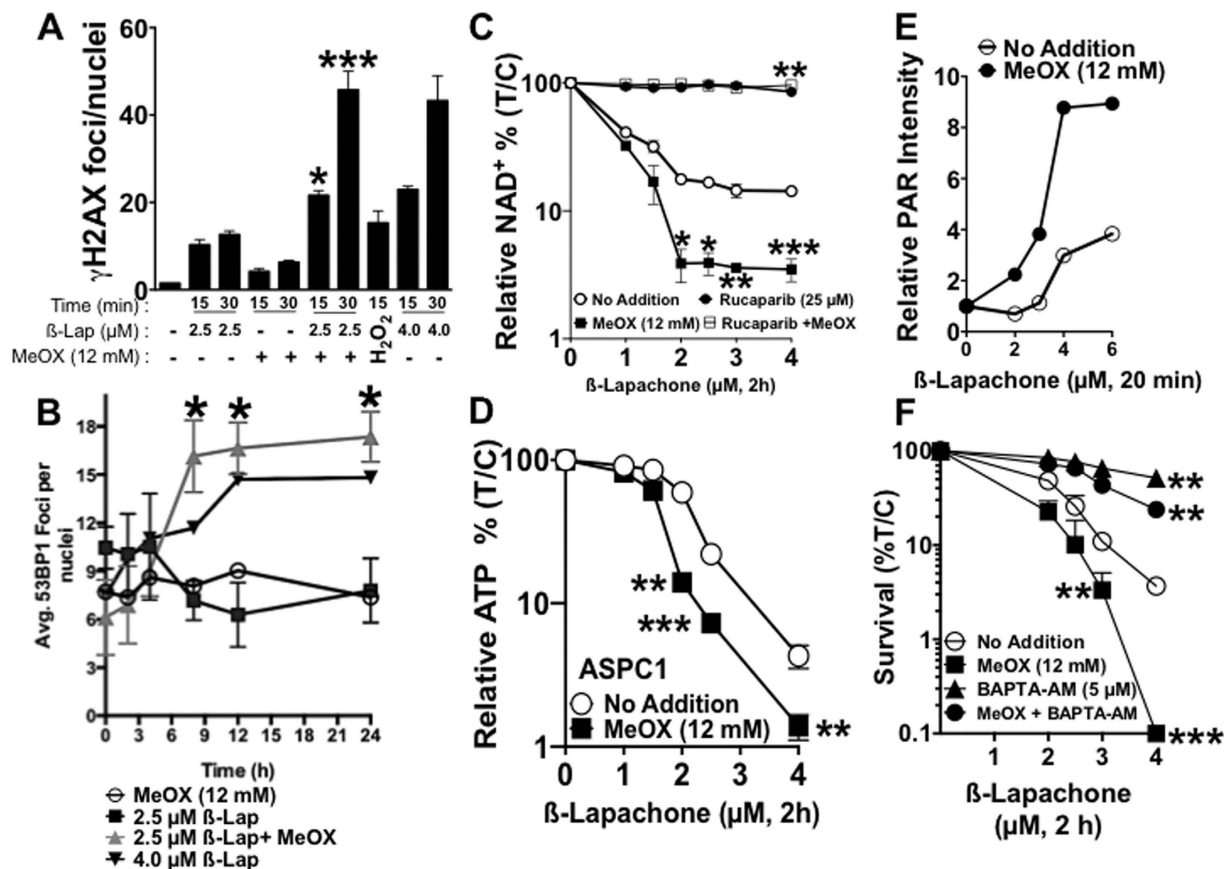 A
γH2AX foci/nuclei
60
40
20
0
*
***
Time (min) : 15 30 15 30 15 30 15 15 30
ß-Lap (µM) : - 2.5 2.5 - - 2.5 2.5 H2O2 4.0 4.0
MeOX (12 mM) : - - - + + + + - -
B
Avg. 53BP1 Foci per
nuclei
18
15
12
9
6
3
0
* * *
0 3 6 9 12 15 18 21 24
Time (h)
MeOX (12 mM)
2.5 µM ß-Lap
2.5 µM ß-Lap+ MeOX
4.0 µM ß-Lap
C
Relative NAD+ % (T/C)
100
10
1
**
* * ** ***
No Addition
Rucaparib (25 µM)
MeOX (12 mM)
Rucaparib +MeOX
0 1 2 3 4
ß-Lapachone (µM, 2h)
D
Relative ATP % (T/C)
100
10
1
**
***
**
ASPC1
No Addition
MeOX (12 mM)
0 1 2 3 4
ß-Lapachone (µM, 2h)
E
No Addition
MeOX (12 mM)
Relative PAR Intensity
10
8
6
4
2
0
0 2 4 6
ß-Lapachone (µM, 20 min)
F
Survival (%T/C)
100
10
1
0.1
**
**
**
***
No Addition
MeOX (12 mM)
BAPTA-AM (5 µM)
MeOX + BAPTA-AM
1 2 3 4
ß-Lapachone
(µM, 2 h)